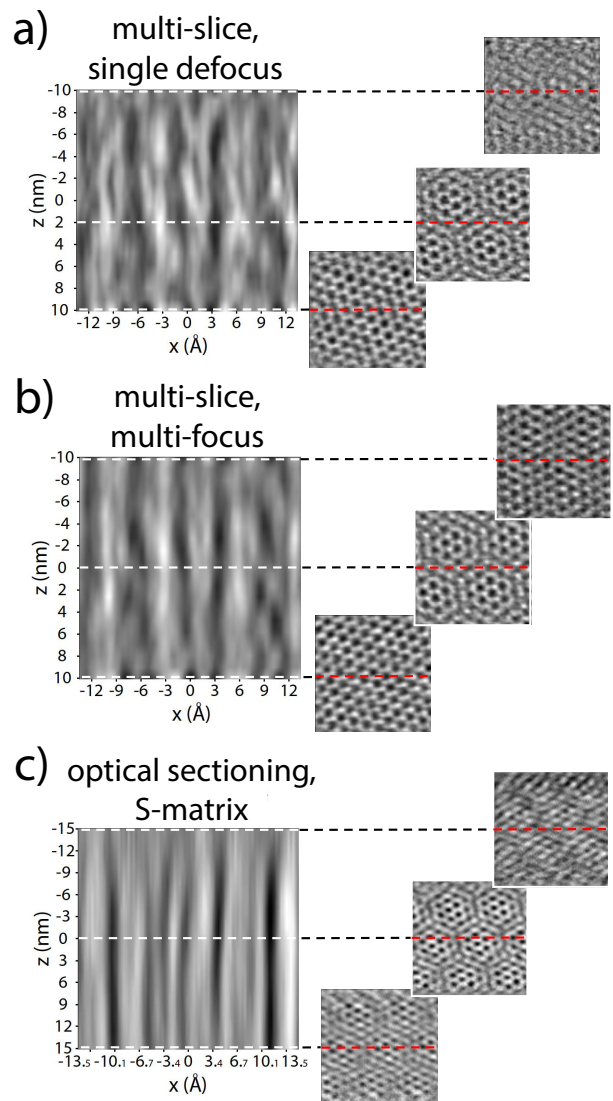 a)
multi-slice,
single defocus
-10
-8
-6
-4
-2
0
2
4
6
8
10
z (nm)
-12 -9 -6 -3 0 3 6 9 12
x (Å)
b)
multi-slice,
multi-focus
-10
-8
-6
-4
-2
0
2
4
6
8
10
z (nm)
-12 -9 -6 -3 0 3 6 9 12
x (Å)
c)
optical sectioning,
S-matrix
-15
-12
-9
-6
-3
0
3
6
9
12
15
z (nm)
-13.5 -10.1 -6.7 -3.4 0 3.4 6.7 10.1 13.5
x (Å)